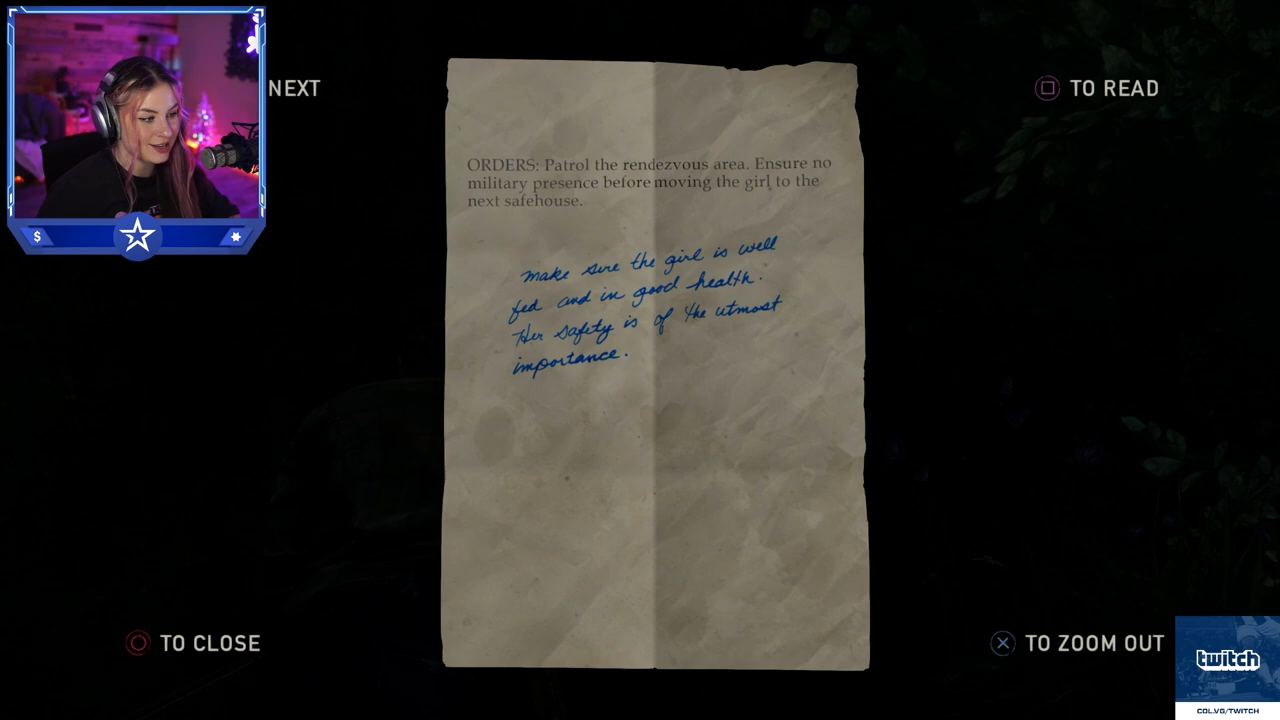 NEXT
TO READ
ORDERS: Patrol the rendezvous area. Ensure no
military presence before moving the girl to the
next safehouse.
make sure the girl is well
fed and in good health.
Her safety is of the utmost
importance.
$
TO CLOSE
TO ZOOM OUT
twitch
COL.VG/TWITCH